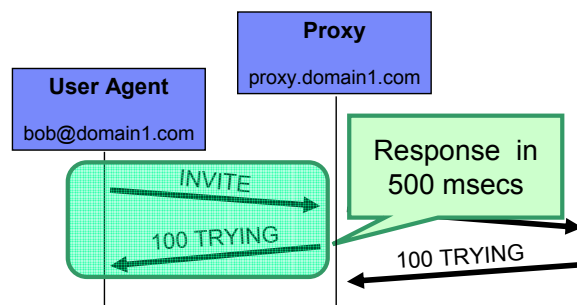 Proxy
proxy.domain1.com
User Agent
bob@domain1.com
Response in
500 msecs
INVITE
100 TRYING
100 TRYING